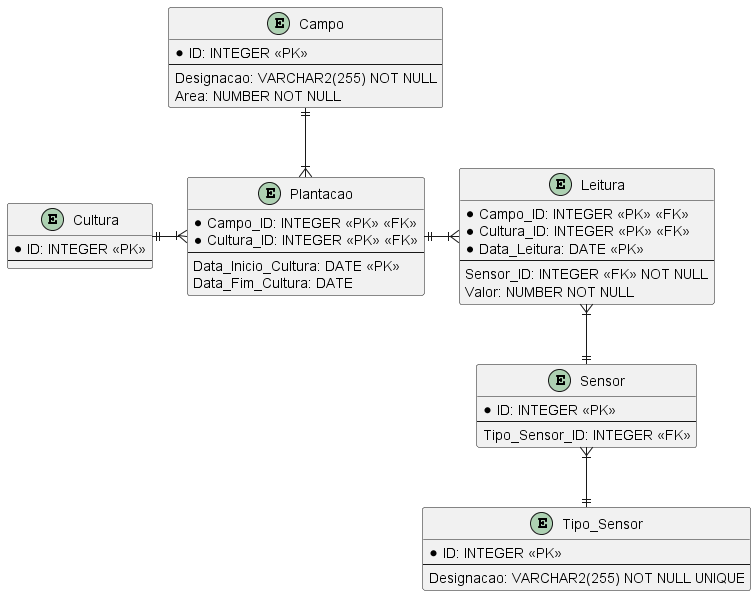 E Campo
ID: INTEGER «PK»
Designacao: VARCHAR2(255) NOT NULL
Area: NUMBER NOT NULL
E Cultura
ID: INTEGER «PK»
E Plantacao
Campo_ID: INTEGER «PK» «FK»
Cultura_ID: INTEGER «PK» «FK»
Data_Inicio_Cultura: DATE «PK»
Data_Fim_Cultura: DATE
E Leitura
Campo_ID: INTEGER «PK» «FK»
Cultura_ID: INTEGER «PK» «FK»
Data_Leitura: DATE «PK»
Sensor_ID: INTEGER «FK» NOT NULL
Valor: NUMBER NOT NULL
E Sensor
ID: INTEGER «PK»
Tipo_Sensor_ID: INTEGER «FK»
E Tipo_Sensor
ID: INTEGER «PK»
Designacao: VARCHAR2(255) NOT NULL UNIQUE